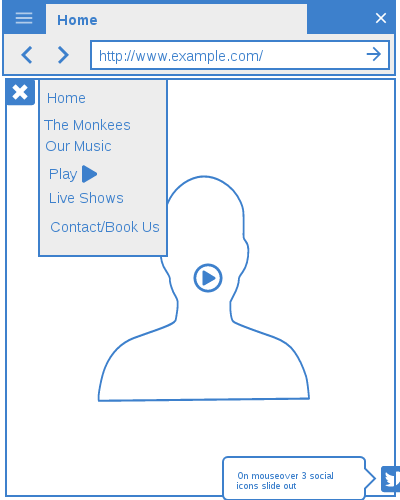 Home
http://www.example.com/
Home
The Monkees
Our Music
Play
Live Shows
Contact/Book Us
On mouseover 3 social
icons slide out